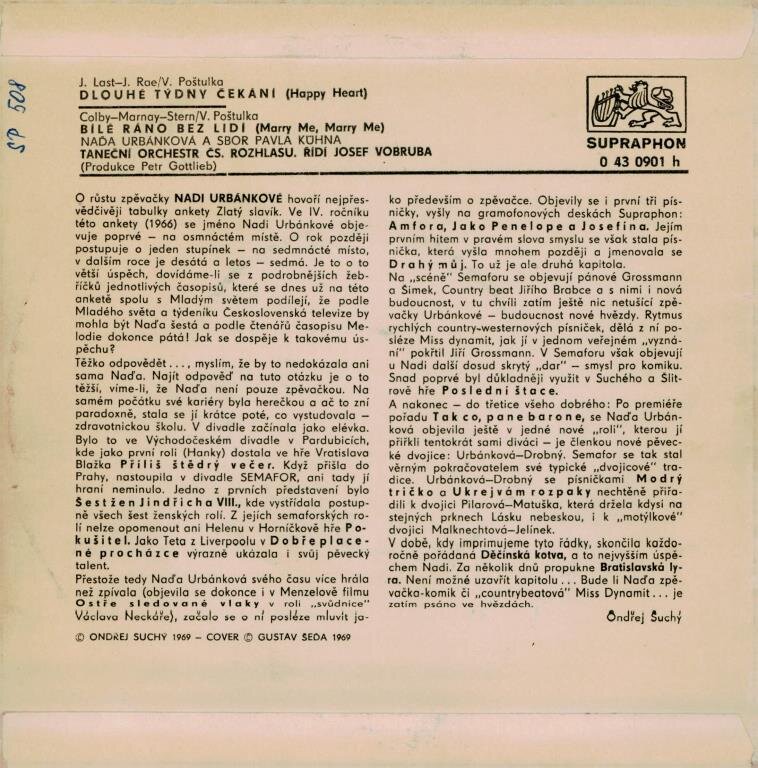 SP 508
J. Last—J. Rae/V. Poštulka
DLOUHÉ TÝDNY ČEKÁNÍ (Happy Heart)
Colby—Marnay—Stern/V. Poštulka
BÍLÉ RÁNO BEZ LIDÍ (Marry Me, Marry Me)
NAĎA URBÁNKOVÁ A SBOR PAVLA KÜHNA
TANEČNÍ ORCHESTR ČS. ROZHLASU. ŘÍDÍ JOSEF VOBRUBA
(Produkce Petr Gottlieb)
SUPRAPHON
0 43 0901 h
O růstu zpěvačky NADI URBÁNKOVÉ hovoří nejpřes-
vědčivěji tabulky ankety Zlatý slavík. Ve IV. ročníku
této ankety (1966) se jméno Nadi Urbánkové obje-
vuje poprvé — na osmnáctém místě. O rok později
postupuje o jeden stupínek — na sedmnácté místo,
v dalším roce je desátá a letos — sedmá. Je to o to
větší úspěch, dovídáme-li se z podrobnějších žeb-
říčků jednotlivých časopisů, které se dnes už na této
anketě spolu s Mladým světem podílejí, že podle
Mladého světa a týdeníku Československá televize by
mohla být Naďa šestá a podle čtenářů časopisu Me-
lodie dokonce pátá! Jak se dospěje k takovému ús-
pěchu?
Těžko odpovědět . . ., myslím, že by to nedokázala ani
sama Naďa. Najít odpověď na tuto otázku je o to
těžší, víme-li, že Naďa není pouze zpěvačkou. Na
samém počátku své kariéry byla herečkou a ač to zní
paradoxně, stala se jí krátce poté, co vystudovala —
zdravotnickou školu. V divadle začínala jako elévka.
Bylo to ve Východočeském divadle v Pardubicích,
kde jako první roli (Hanky) dostala ve hře Vratislava
Blažka Příliš štědrý večer. Když přišla do
Prahy, nastoupila v divadle SEMAFOR, ani tady jí
hraní neminulo. Jedno z prvních představení bylo
Šest žen Jindřicha VIII., kde vystřídala postup-
ně všech šest ženských rolí. Z jejích semaforských ro-
lí nelze opomenout ani Helenu v Horníčkově hře Po-
kušitel. Jako Teta z Liverpoolu v Dobře place-
né procházce výrazně ukázala i svůj pěvecký
talent.
Přestože tedy Naďa Urbánková svého času více hrála
než zpívala (objevila se dokonce i v Menzelově filmu
Ostře sledované vlaky v roli „svůdnice"
Václava Neckáře), začalo se o ní posléze mluvit ja-
ko především o zpěvačce. Objevily se i první tři pís-
ničky, vyšly na gramofonových deskách Supraphon:
Amfora, Jako Penelope a Josefína. Jejím
prvním hitem v pravém slova smyslu se však stala pís-
nička, která vyšla mnohem později a jmenovala se
Drahý můj. To už je ale druhá kapitola.
Na „scéně" Semaforu se objevují pánové Grossmann
a Šimek, Country beat Jiřího Brabce a s nimi i nová
budoucnost, v tu chvíli zatím ještě nic netušící zpě-
vačky Urbánkové — budoucnost nové hvězdy. Rytmus
rychlých country-westernových písniček, dělá z ní po-
sléze Miss dynamit, jak jí v jednom veřejném „vyzná-
ní" pokřtil Jiří Grossmann. V Semaforu však objevují
u Nadi další dosud skrytý „dar" — smysl pro komiku.
Snad poprvé byl důkladněji využit v Suchého a Šlit-
rově hře Poslední štace.
A nakonec — do třetice všeho dobrého: Po premiéře
pořadu Tak co, pane barone, se Naďa Urbán-
ková objevila ještě v jedné nové „roli", kterou jí
přiřkli tentokrát sami diváci — je členkou nové pěvec-
ké dvojice: Urbánková—Drobný. Semafor se tak stal
věrným pokračovatelem své typické „dvojicové" tra-
dice. Urbánková—Drobný se písničkami Modrý
tričko a Ukrejvám rozpaky nechtěně přiřa-
dili k dvojici Pilarová—Matuška, která držela kdysi na
stejných prknech Lásku nebeskou, i k „motýlkové"
dvojici Malknechtová—Jelínek.
V době, kdy imprimujeme tyto řádky, skončila každo-
ročně pořádaná Děčínská kotva, a to nejvyšším úspě-
chem Nadi. Za několik dnů propukne Bratislavská ly-
ra. Není možné uzavřít kapitolu . . . Bude li Naďa zpě-
vačka-komik či „countrybeatová" Miss Dynamit . . . je
zatím psáno ve hvězdách.
Ondřej Suchý
© ONDŘEJ SUCHÝ 1969 — COVER © GUSTAV ŠEDA 1969